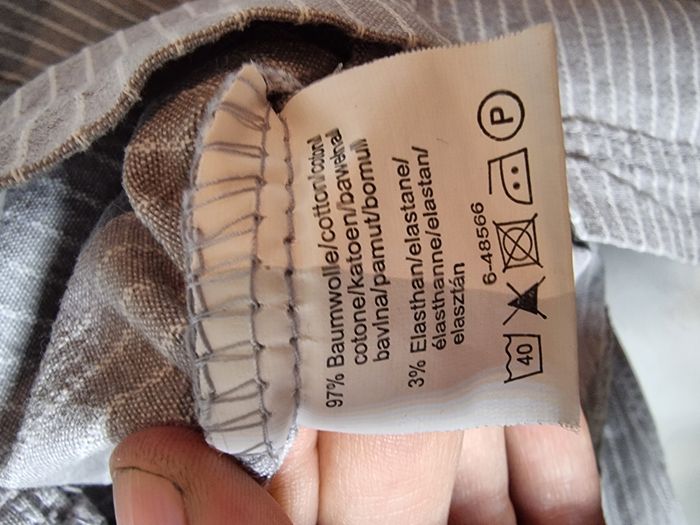 97% Baumwolle/cotton/coton/
cotone/katoen/bawełna/
bavlna/pamut/bomull
3% Elasthan/elastane/
élasthanne/elastan/
elasztán
6-48566
40 P